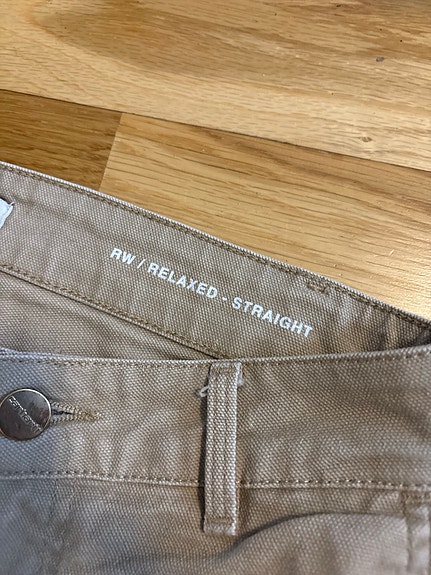 RW / RELAXED - STRAIGHT